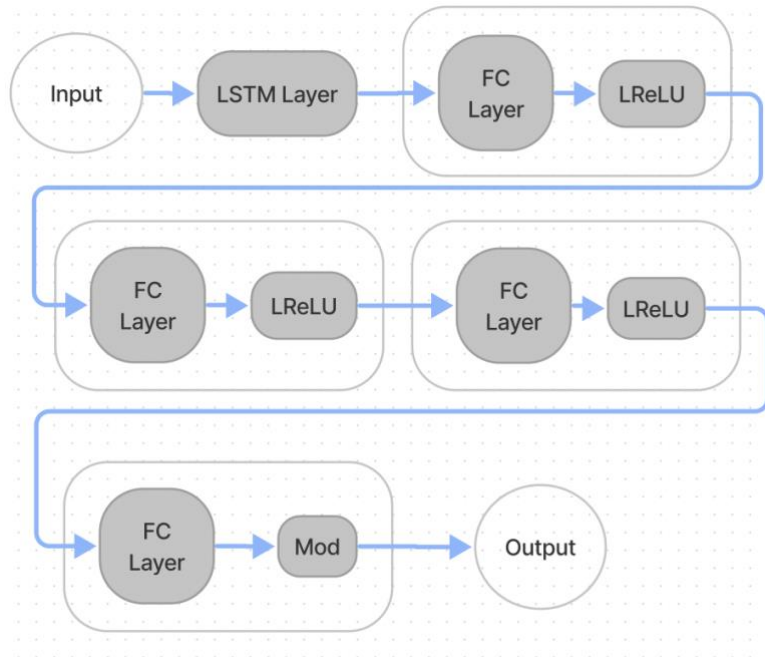 Input
LSTM Layer
FC
Layer
LReLU
FC
Layer
LReLU
FC
Layer
LReLU
FC
Layer
Mod
Output